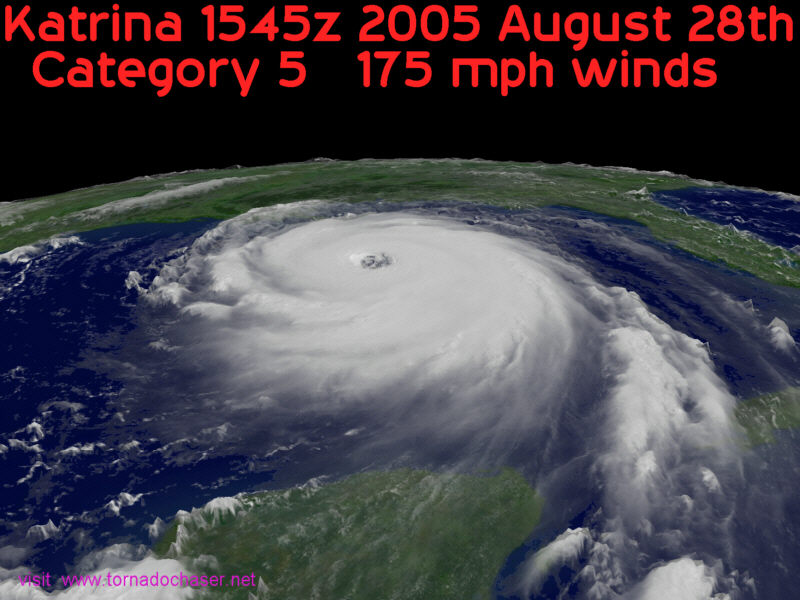 Katrina 1545z 2005 August 28th
Category 5 175 mph winds
visit www.tornadochaser.net